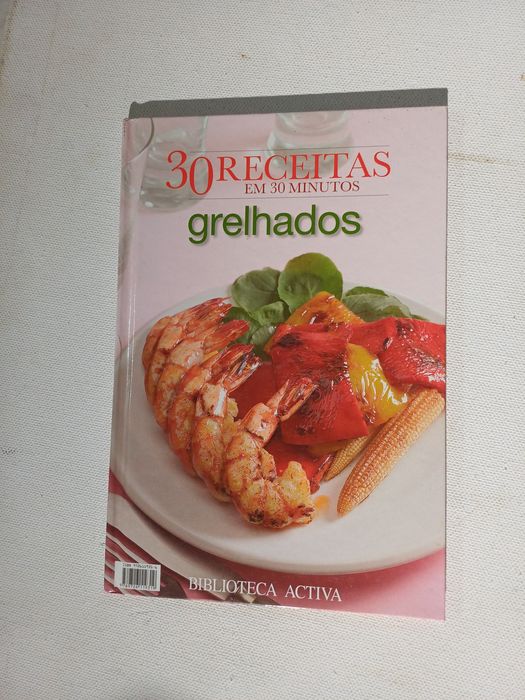 30 RECEITAS
EM 30 MINUTOS
grelhados
BIBLIOTECA ACTIVA